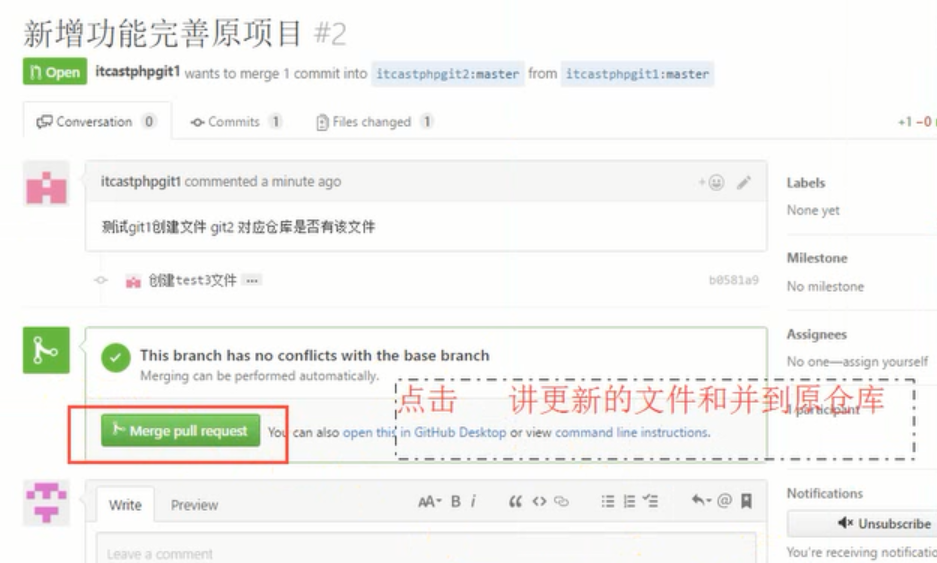 新增功能完善原项目 #2
Open itcastphpgit1 wants to merge 1 commit into itcastphpgit2:master from itcastphpgit1:master
Conversation 0 Commits 1 Files changed 1 +1 −0
itcastphpgit1 commented a minute ago
Labels
None yet
测试git1创建文件 git2 对应仓库是否有该文件
创建test3文件 … b0581a9
Milestone
No milestone
Assignees
No one—assign yourself
This branch has no conflicts with the base branch
Merging can be performed automatically.
点击 讲更新的文件和并到原仓库
1 participant
Merge pull request You can also open this in GitHub Desktop or view command line instructions.
Notifications
Unsubscribe
You're receiving notificatio
Write Preview AA B i “ <> @
Leave a comment